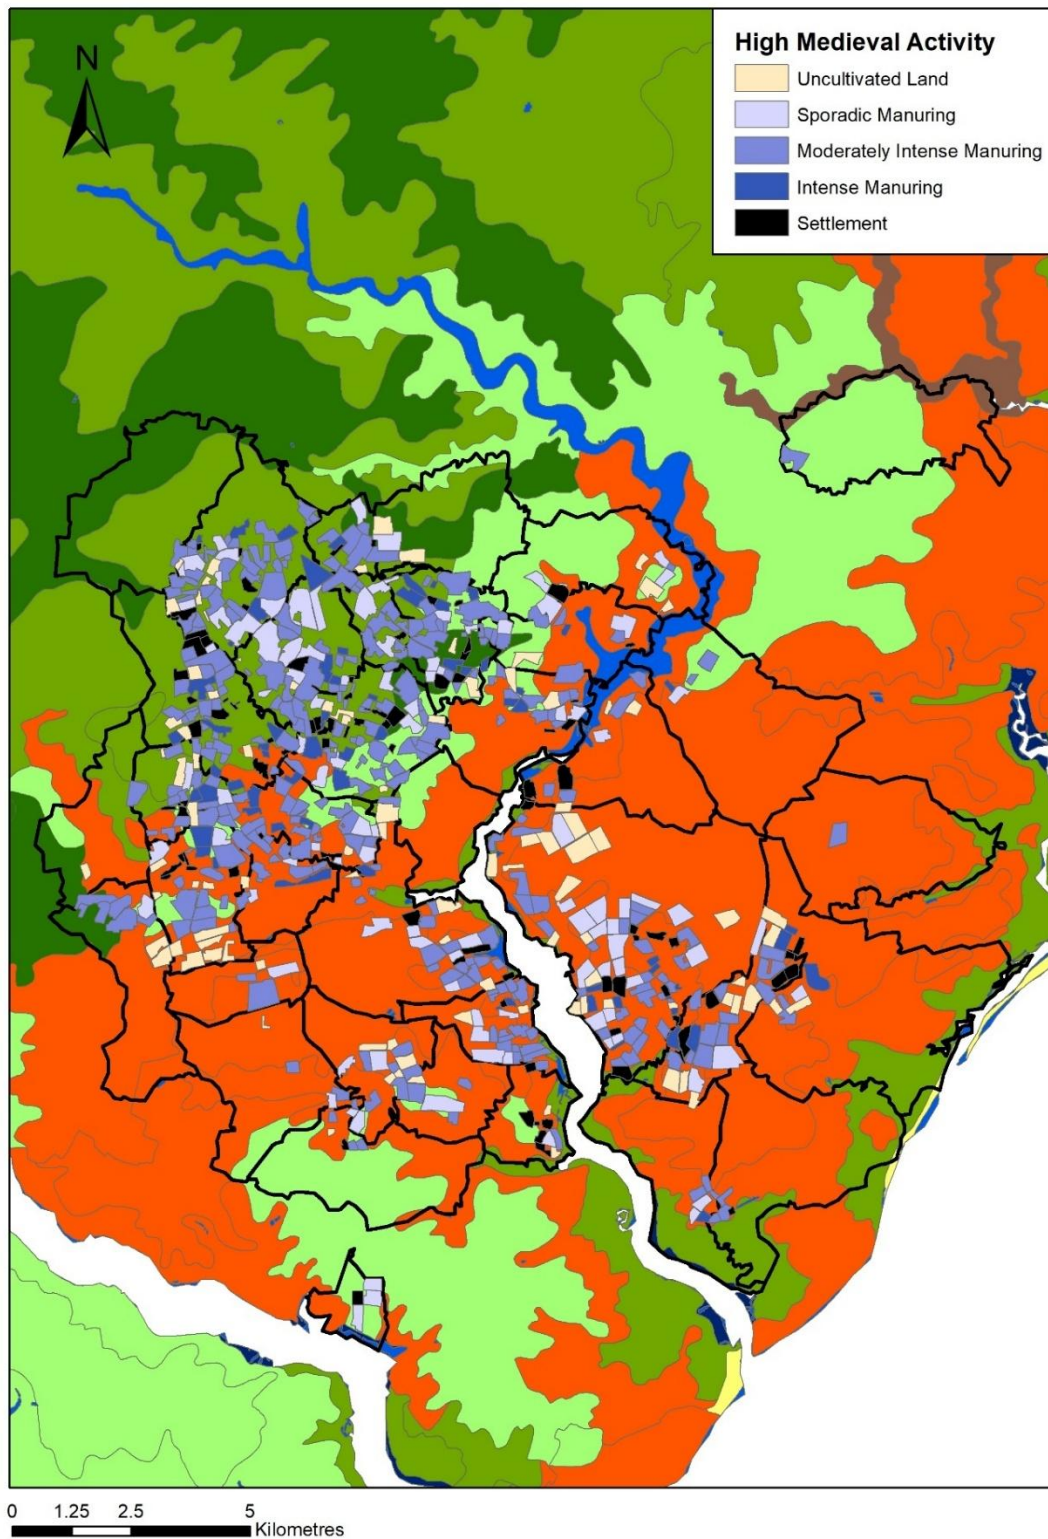 N
High Medieval Activity
Uncultivated Land
Sporadic Manuring
Moderately Intense Manuring
Intense Manuring
Settlement
0 1.25 2.5 5
Kilometres